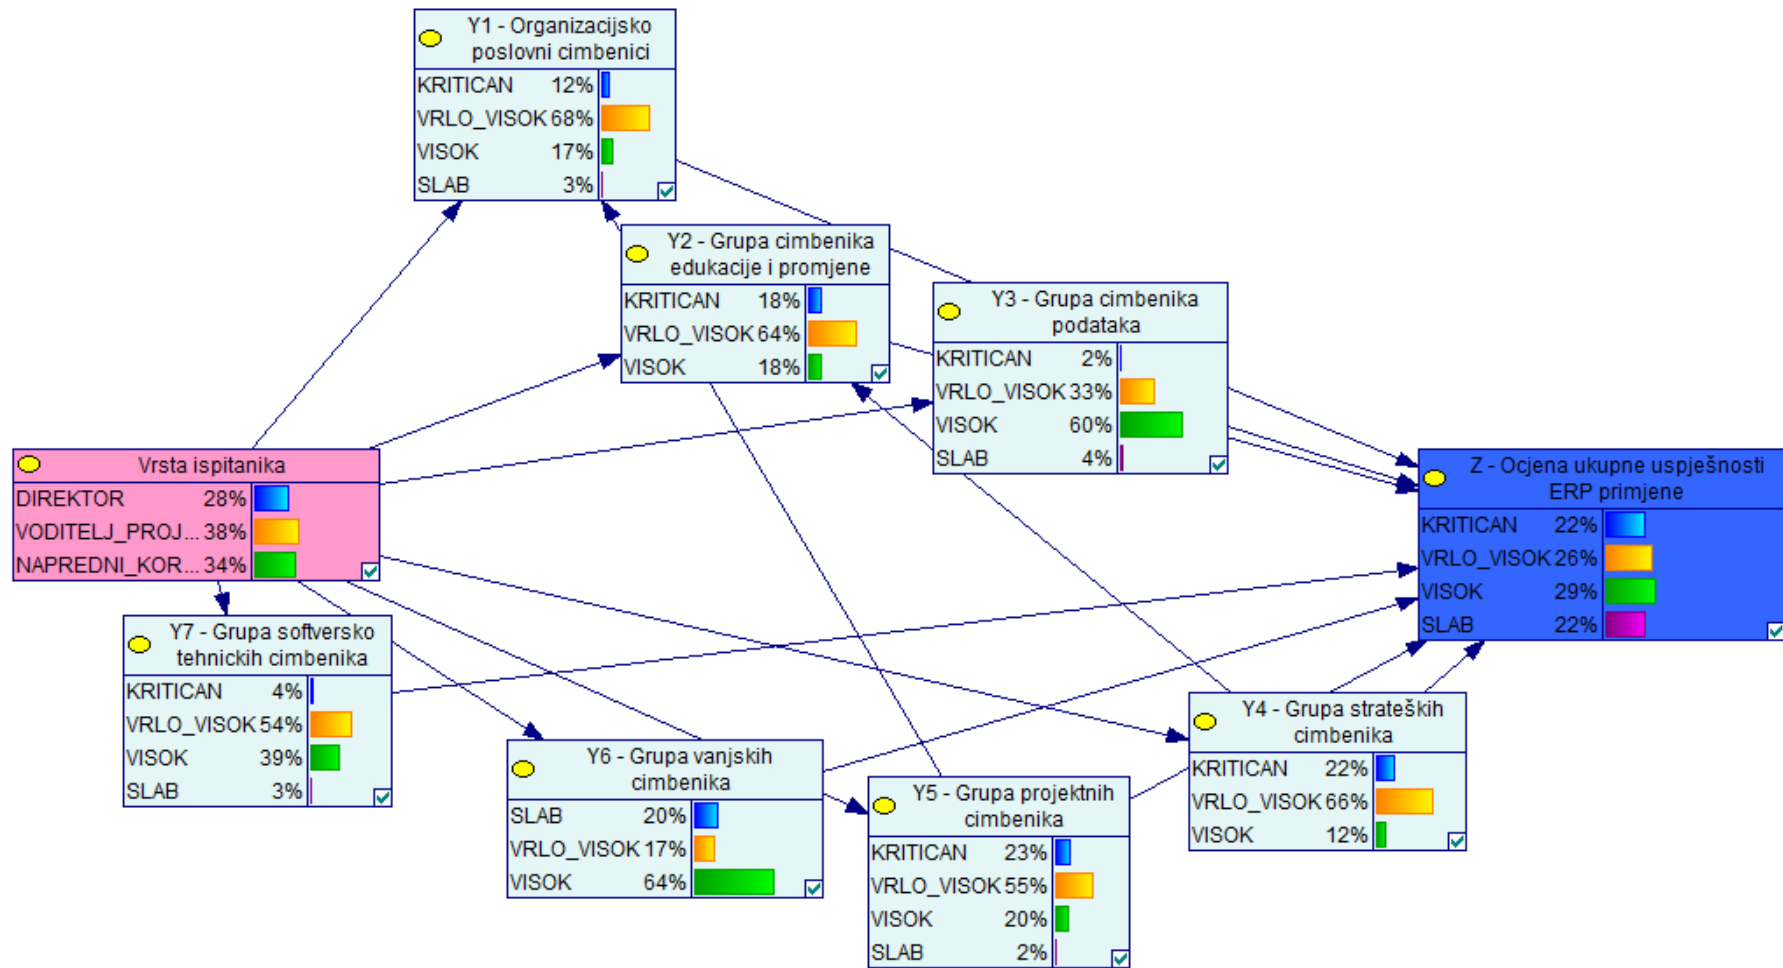 Y1 - Organizacijsko
poslovni cimbenici
KRITICAN 12%
VRLO_VISOK 68%
VISOK 17%
SLAB 3%
Y2 - Grupa cimbenika
edukacije i promjene
KRITICAN 18%
VRLO_VISOK 64%
VISOK 18%
Y3 - Grupa cimbenika
podataka
KRITICAN 2%
VRLO_VISOK 33%
VISOK 60%
SLAB 4%
Vrsta ispitanika
DIREKTOR 28%
VODITELJ_PROJ... 38%
NAPREDNI_KOR... 34%
Z - Ocjena ukupne uspješnosti
ERP primjene
KRITICAN 22%
VRLO_VISOK 26%
VISOK 29%
SLAB 22%
Y7 - Grupa softversko
tehnickih cimbenika
KRITICAN 4%
VRLO_VISOK 54%
VISOK 39%
SLAB 3%
Y6 - Grupa vanjskih
cimbenika
SLAB 20%
VRLO_VISOK 17%
VISOK 64%
Y5 - Grupa projektnih
cimbenika
KRITICAN 23%
VRLO_VISOK 55%
VISOK 20%
SLAB 2%
Y4 - Grupa strateških
cimbenika
KRITICAN 22%
VRLO_VISOK 66%
VISOK 12%